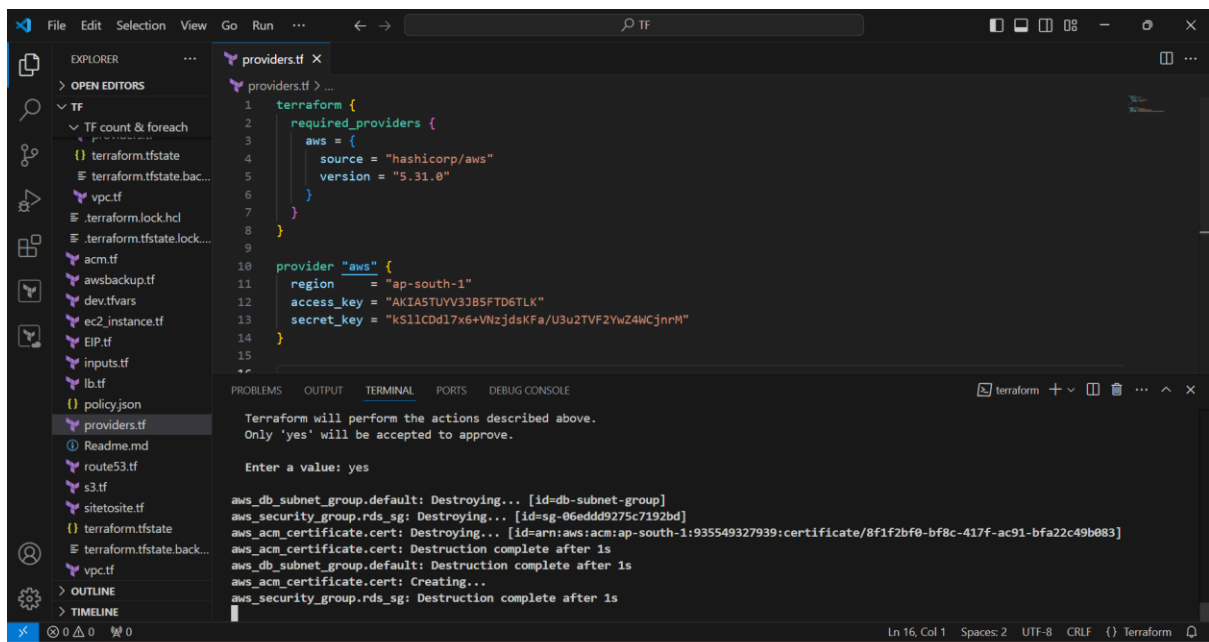 File Edit Selection View Go Run ... TF
EXPLORER
OPEN EDITORS
TF
TF count & foreach
terraform.tfstate
terraform.tfstate.bac...
vpc.tf
.terraform.lock.hcl
.terraform.tfstate.lock....
acm.tf
awsbackup.tf
dev.tfvars
ec2_instance.tf
EIP.tf
inputs.tf
lb.tf
policy.json
providers.tf
Readme.md
route53.tf
s3.tf
sitetosite.tf
terraform.tfstate
terraform.tfstate.back...
vpc.tf
OUTLINE
TIMELINE
providers.tf
providers.tf > ...
1 terraform {
2 required_providers {
3 aws = {
4 source = "hashicorp/aws"
5 version = "5.31.0"
6 }
7 }
8 }
9
10 provider "aws" {
11 region = "ap-south-1"
12 access_key = "[redacted credential]"
13 secret_key = "[redacted credential]"
14 }
15
PROBLEMS OUTPUT TERMINAL PORTS DEBUG CONSOLE terraform
Terraform will perform the actions described above.
Only 'yes' will be accepted to approve.
Enter a value: yes
aws_db_subnet_group.default: Destroying... [id=db-subnet-group]
aws_security_group.rds_sg: Destroying... [id=sg-06eddd9275c7192bd]
aws_acm_certificate.cert: Destroying... [id=arn:aws:acm:ap-south-1:935549327939:certificate/8f1f2bf0-bf8c-417f-ac91-bfa22c49b083]
aws_acm_certificate.cert: Destruction complete after 1s
aws_db_subnet_group.default: Destruction complete after 1s
aws_acm_certificate.cert: Creating...
aws_security_group.rds_sg: Destruction complete after 1s
0 0 0 Ln 16, Col 1 Spaces: 2 UTF-8 CRLF {} Terraform